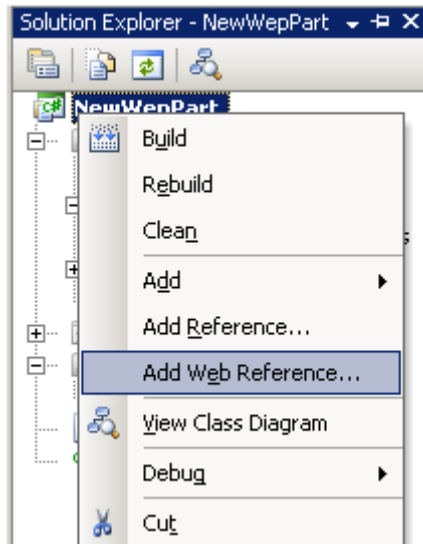 Solution Explorer - NewWepPart
NewWepPart
Build
Rebuild
Clean
Add
Add Reference...
Add Web Reference...
View Class Diagram
Debug
Cut